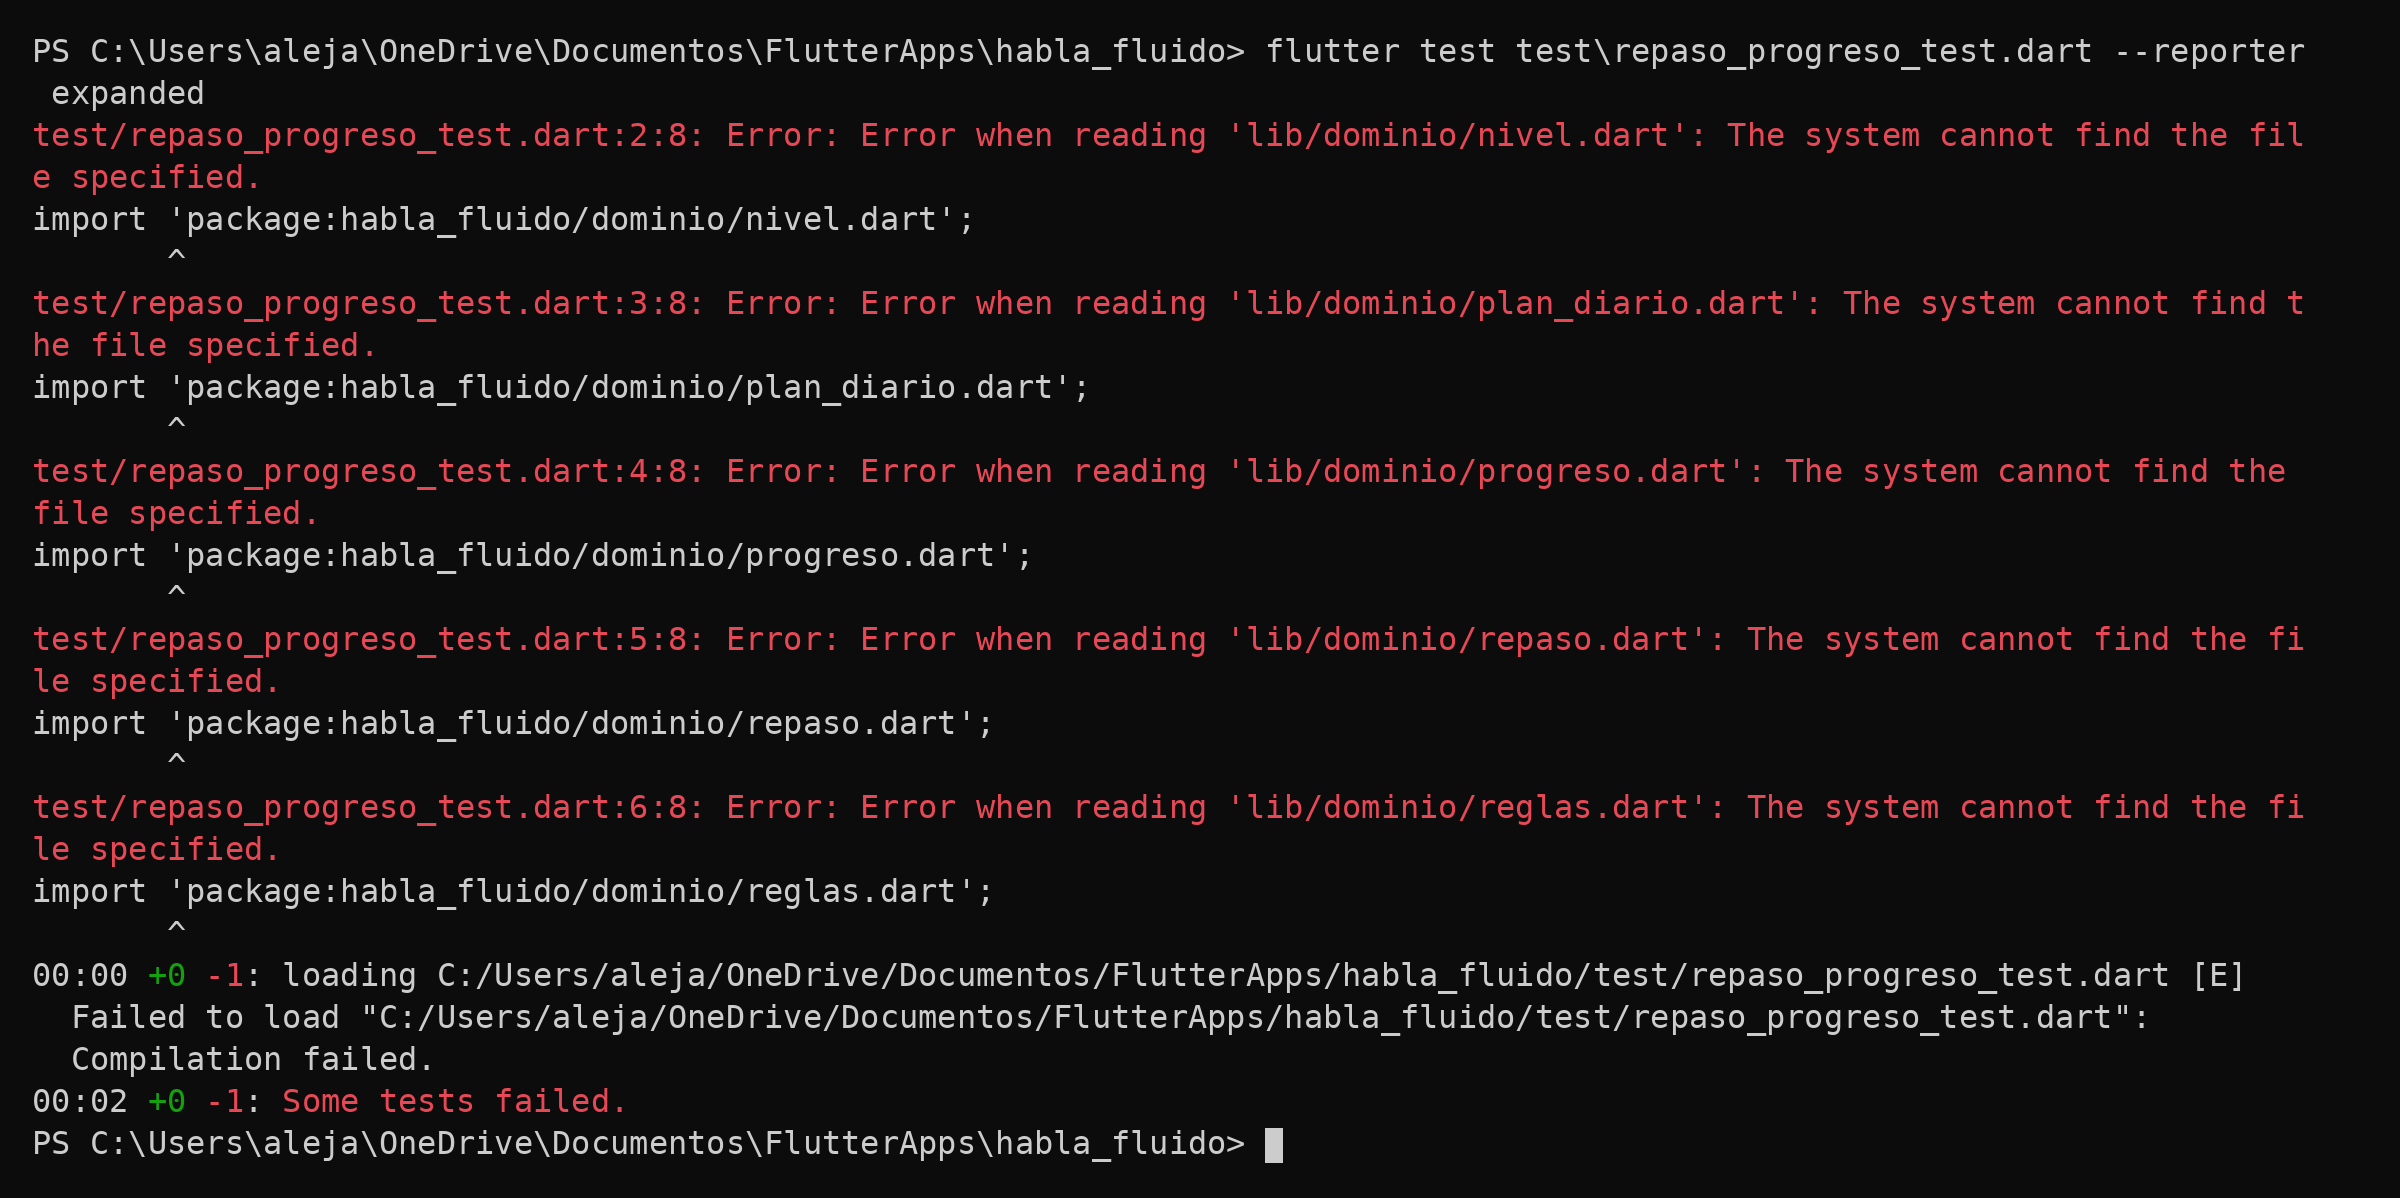 PS C:\Users\aleja\OneDrive\Documentos\FlutterApps\habla_fluido> flutter test test\repaso_progreso_test.dart --reporter
 expanded
test/repaso_progreso_test.dart:2:8: Error: Error when reading 'lib/dominio/nivel.dart': The system cannot find the fil
e specified.
import 'package:habla_fluido/dominio/nivel.dart';
       ^
test/repaso_progreso_test.dart:3:8: Error: Error when reading 'lib/dominio/plan_diario.dart': The system cannot find t
he file specified.
import 'package:habla_fluido/dominio/plan_diario.dart';
       ^
test/repaso_progreso_test.dart:4:8: Error: Error when reading 'lib/dominio/progreso.dart': The system cannot find the
file specified.
import 'package:habla_fluido/dominio/progreso.dart';
       ^
test/repaso_progreso_test.dart:5:8: Error: Error when reading 'lib/dominio/repaso.dart': The system cannot find the fi
le specified.
import 'package:habla_fluido/dominio/repaso.dart';
       ^
test/repaso_progreso_test.dart:6:8: Error: Error when reading 'lib/dominio/reglas.dart': The system cannot find the fi
le specified.
import 'package:habla_fluido/dominio/reglas.dart';
       ^
00:00 +0 -1: loading C:/Users/aleja/OneDrive/Documentos/FlutterApps/habla_fluido/test/repaso_progreso_test.dart [E]
  Failed to load "C:/Users/aleja/OneDrive/Documentos/FlutterApps/habla_fluido/test/repaso_progreso_test.dart":
  Compilation failed.
00:02 +0 -1: Some tests failed.
PS C:\Users\aleja\OneDrive\Documentos\FlutterApps\habla_fluido>